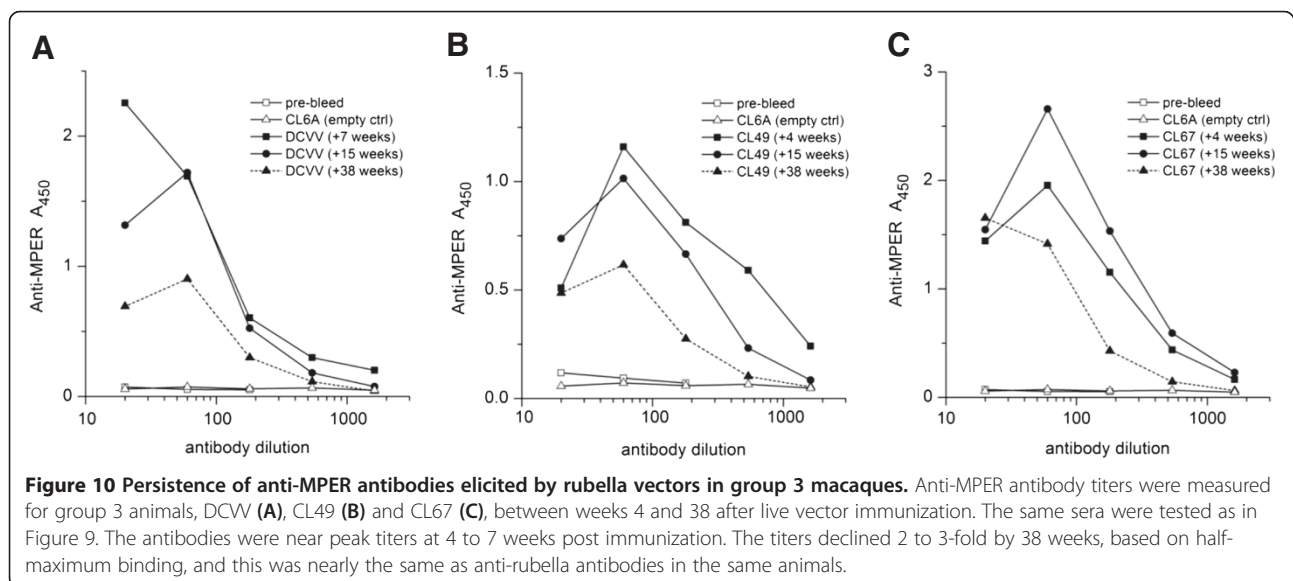 A
2
1
0
10
100
1000
Anti-MPER A450
antibody dilution
pre-bleed
CL6A (empty ctrl)
DCVV (+7 weeks)
DCVV (+15 weeks)
DCVV (+38 weeks)
B
1.5
1.0
0.5
0.0
10
100
1000
Anti-MPER A450
antibody dilution
pre-bleed
CL6A (empty ctrl)
CL49 (+4 weeks)
CL49 (+15 weeks)
CL49 (+38 weeks)
C
3
2
1
0
10
100
1000
Anti-MPER A450
antibody dilution
pre-bleed
CL6A (empty ctrl)
CL67 (+4 weeks)
CL67 (+15 weeks)
CL67 (+38 weeks)
Figure 10 Persistence of anti-MPER antibodies elicited by rubella vectors in group 3 macaques. Anti-MPER antibody titers were measured
for group 3 animals, DCVV (A), CL49 (B) and CL67 (C), between weeks 4 and 38 after live vector immunization. The same sera were tested as in
Figure 9. The antibodies were near peak titers at 4 to 7 weeks post immunization. The titers declined 2 to 3-fold by 38 weeks, based on half-
maximum binding, and this was nearly the same as anti-rubella antibodies in the same animals.